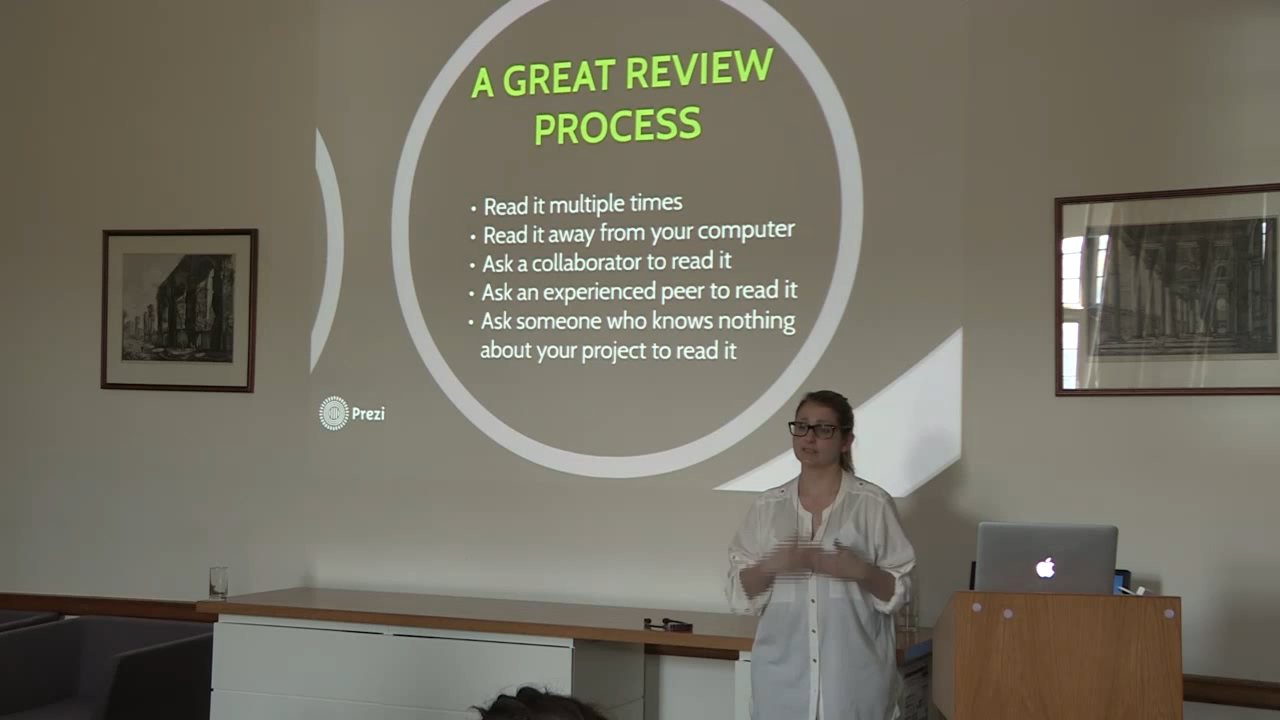 A GREAT REVIEW
PROCESS
• Read it multiple times
• Read it away from your computer
• Ask a collaborator to read it
• Ask an experienced peer to read it
• Ask someone who knows nothing
about your project to read it
Prezi